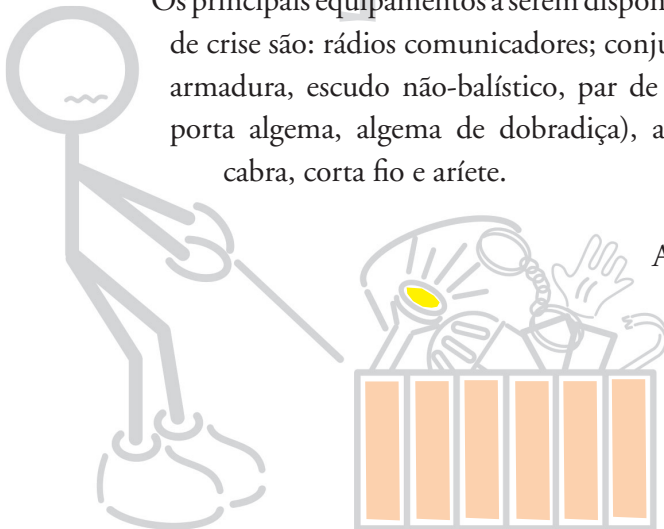 Os principais equipamentos a serem dispon
de crise são: rádios comunicadores; conju
armadura, escudo não-balístico, par de
porta algema, algema de dobradiça), a
cabra, corta fio e aríete.
A